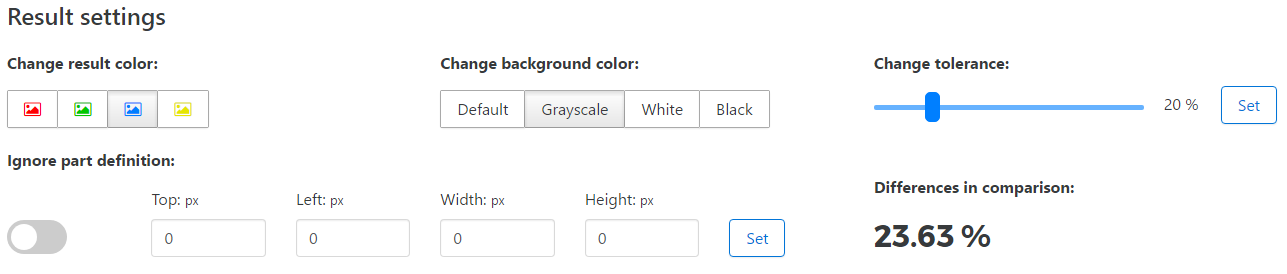 Result settings
Change result color:
Change background color:
Change tolerance:
Default Grayscale White Black
20 % Set
Ignore part definition:
Top: px Left: px Width: px Height: px
0 0 0 0 Set
Differences in comparison:
23.63 %